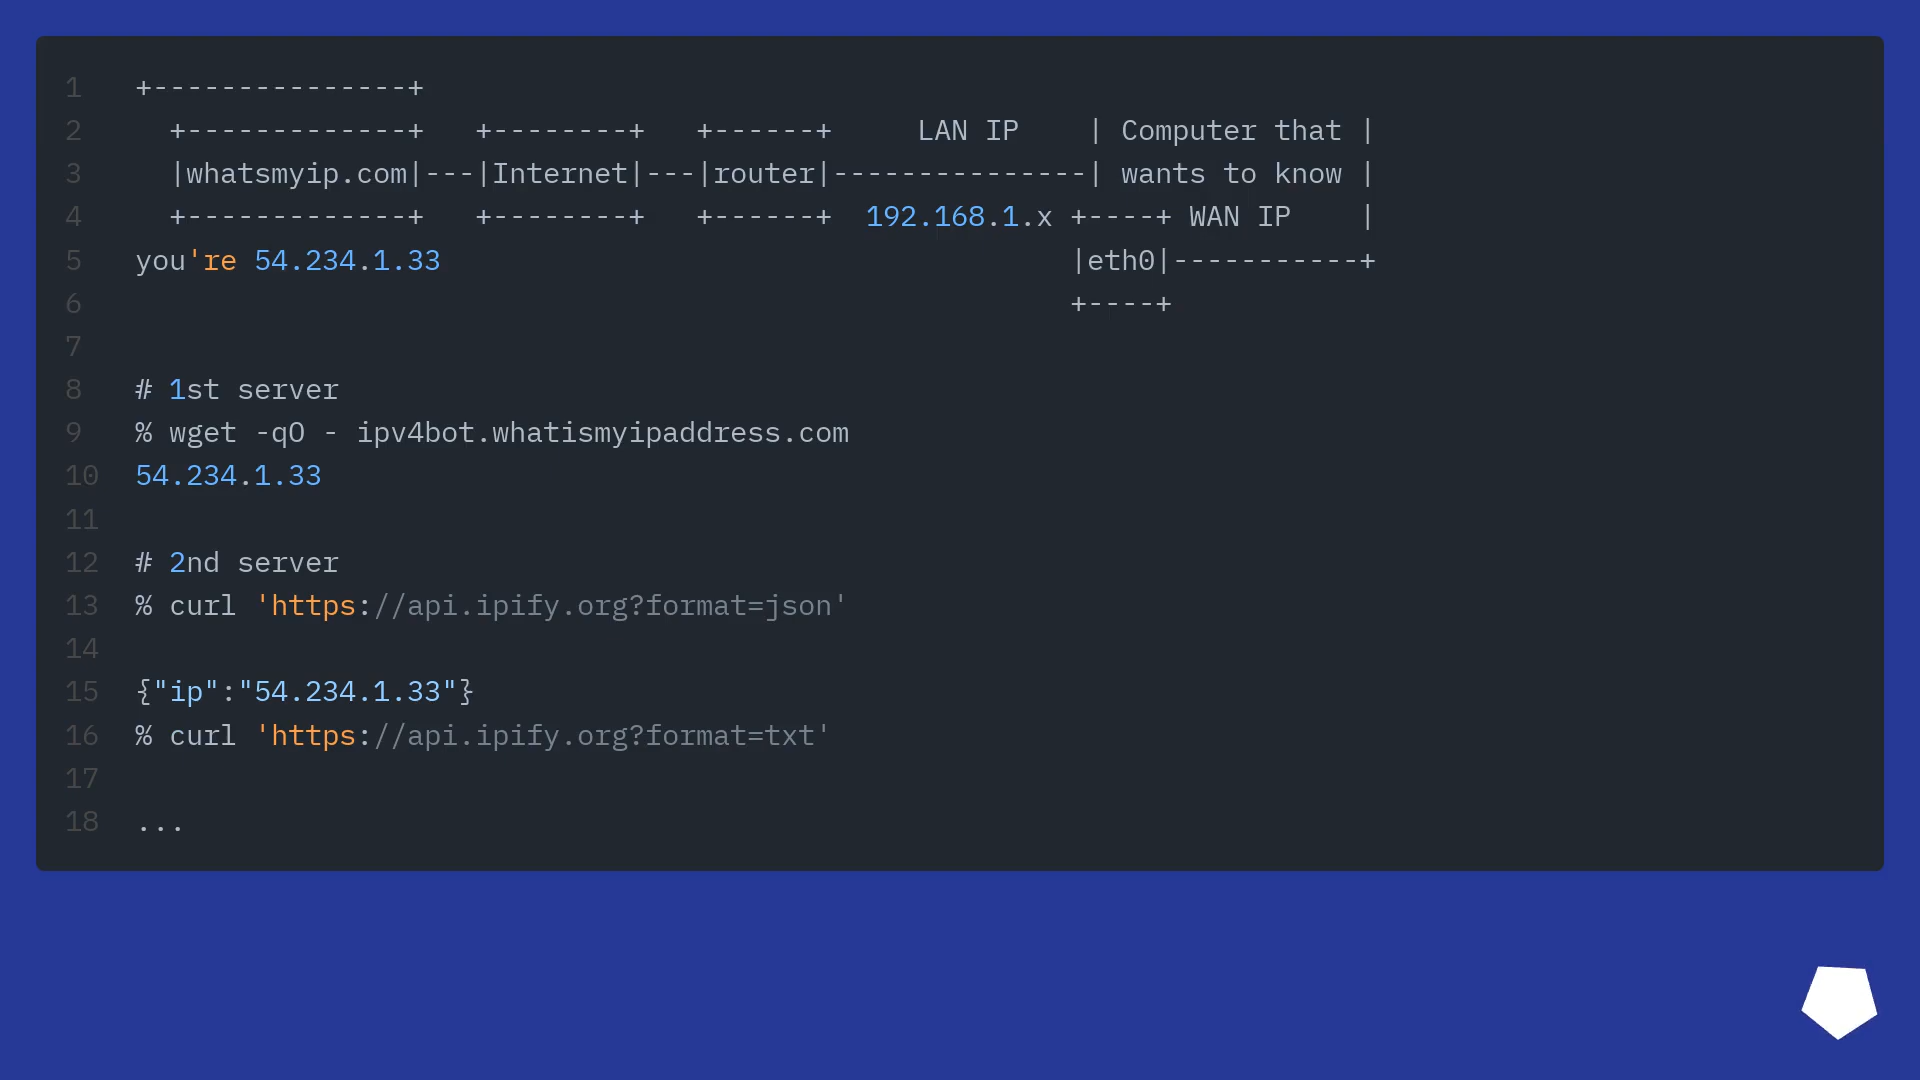 1   +---------------+
2     +-------------+   +--------+   +------+     LAN IP    | Computer that |
3     |whatsmyip.com|---|Internet|---|router|---------------| wants to know |
4     +-------------+   +--------+   +------+  192.168.1.x +----+ WAN IP    |
5   you're 54.234.1.33                                     |eth0|-----------+
6                                                          +----+
7
8   # 1st server
9   % wget -qO - ipv4bot.whatismyipaddress.com
10  54.234.1.33
11
12  # 2nd server
13  % curl 'https://api.ipify.org?format=json'
14
15  {"ip":"54.234.1.33"}
16  % curl 'https://api.ipify.org?format=txt'
17
18  ...